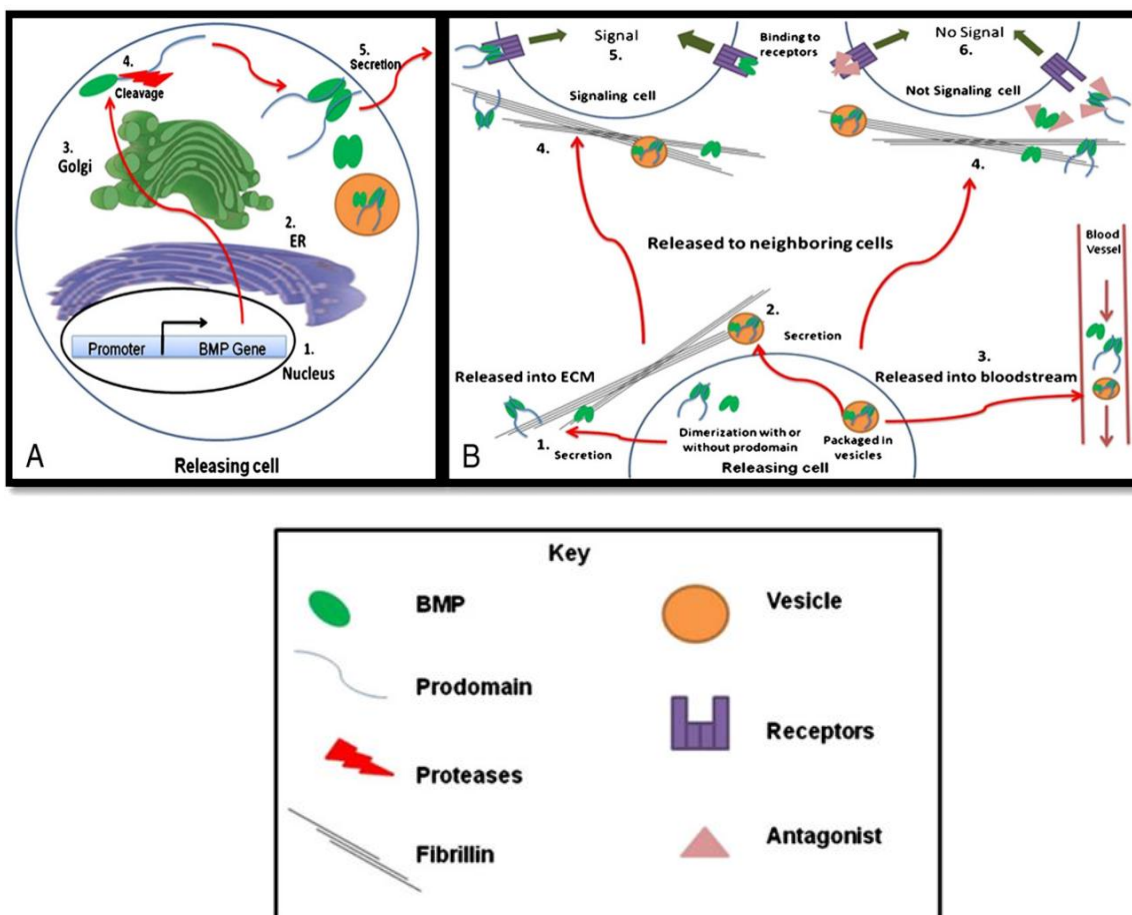 4.
Cleavage
5.
Secretion
3.
Golgi
2.
ER
Promoter
BMP Gene
1.
Nucleus
A
Releasing cell
Signal
5.
Binding to
receptors
No Signal
6.
Signaling cell
Not Signaling cell
4.
4.
Released to neighboring cells
Blood
Vessel
2.
Secretion
3.
Released into bloodstream
Released into ECM
1.
Secretion
Dimerization with or
without prodomain
Packaged in
vesicles
Releasing cell
B
Key
BMP
Vesicle
Prodomain
Receptors
Proteases
Antagonist
Fibrillin